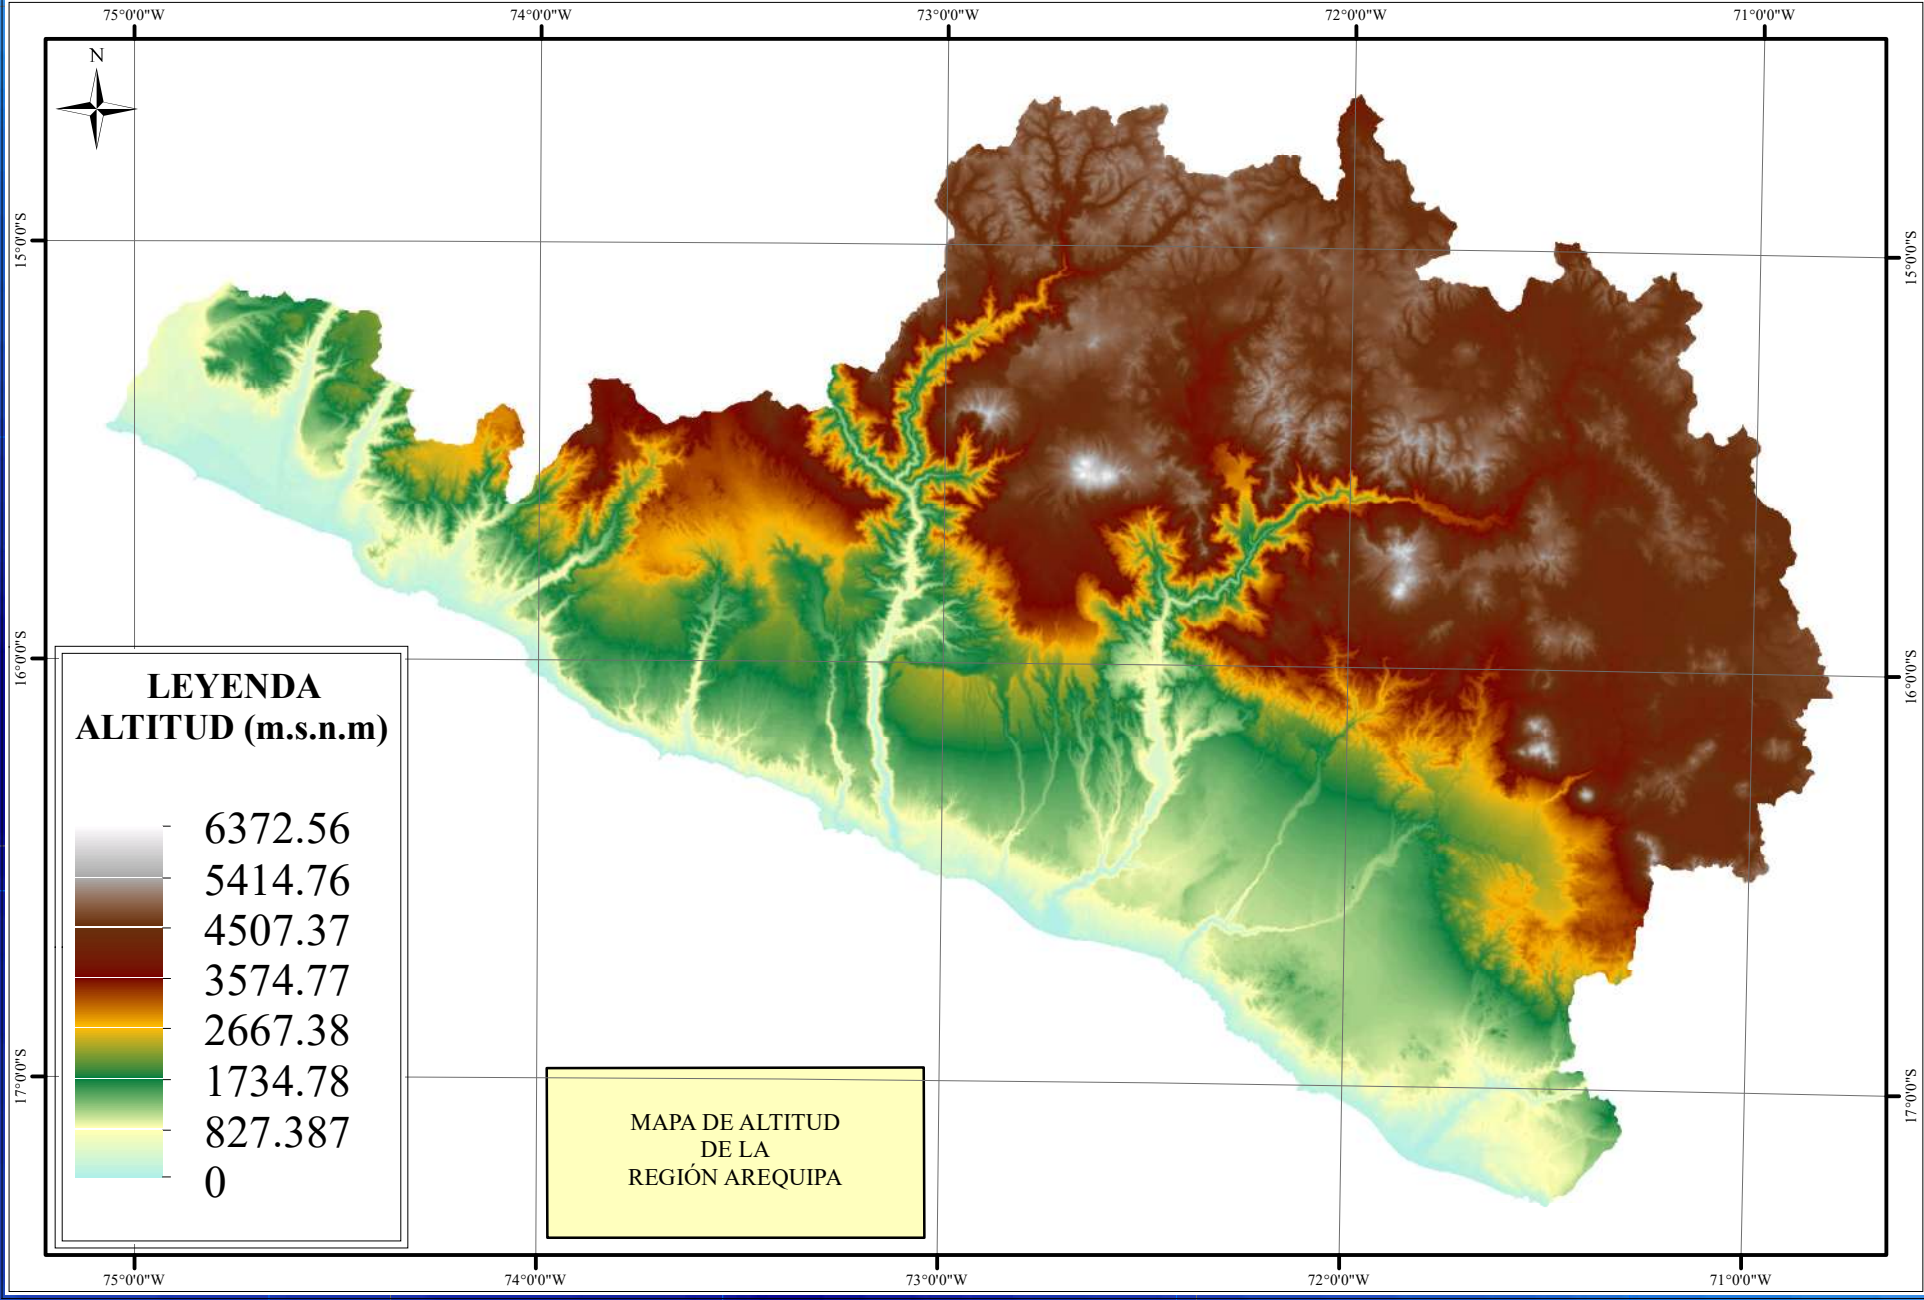 75°0'0"W
74°0'0"W
73°0'0"W
72°0'0"W
71°0'0"W
N
15°0'0"S
15°0'0"S
16°0'0"S
16°0'0"S
LEYENDA
ALTITUD (m.s.n.m)
6372.56
5414.76
4507.37
3574.77
2667.38
1734.78
827.387
0
17°0'0"S
17°0'0"S
MAPA DE ALTITUD
DE LA
REGIÓN AREQUIPA
75°0'0"W
74°0'0"W
73°0'0"W
72°0'0"W
71°0'0"W